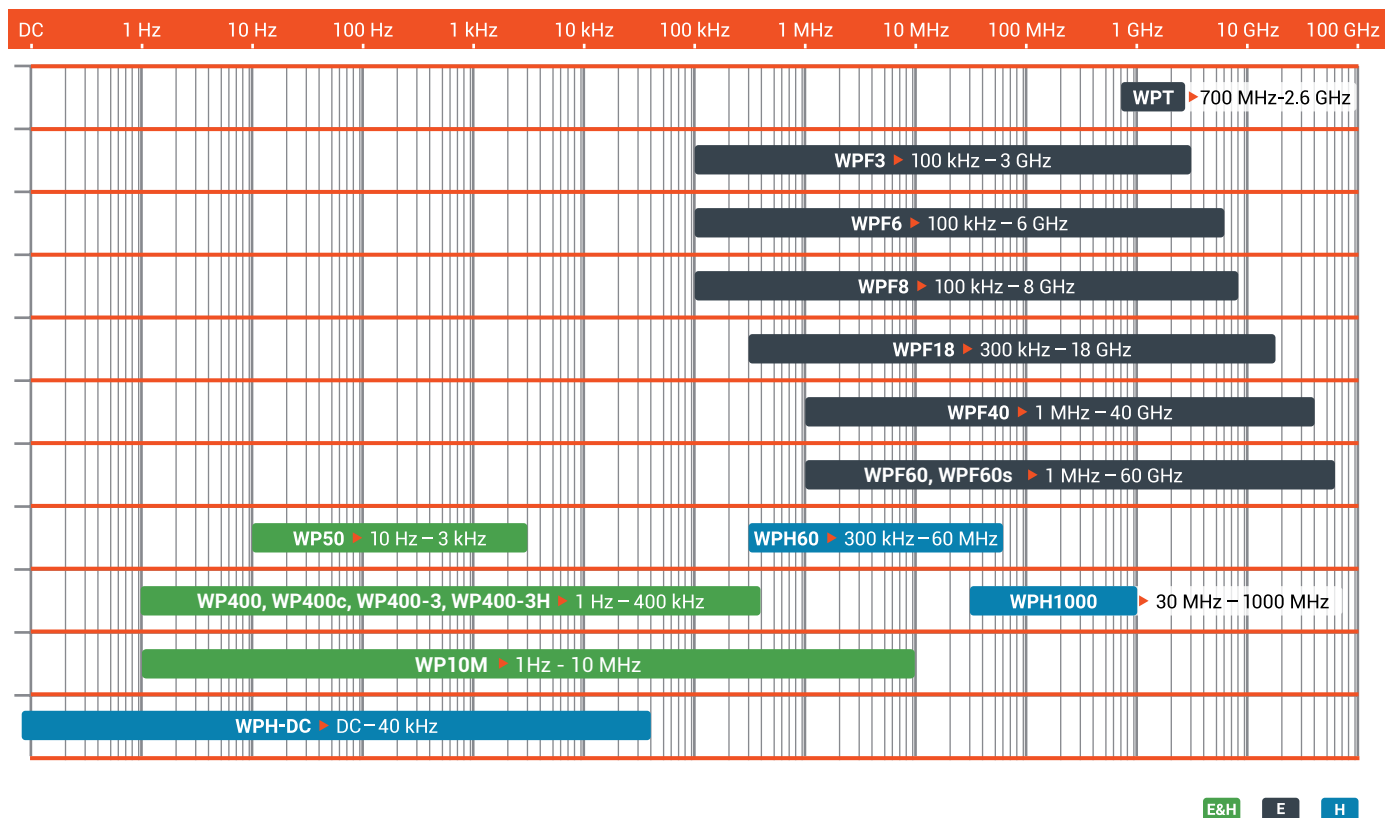 DC 1 Hz 10 Hz 100 Hz 1 kHz 10 kHz 100 kHz 1 MHz 10 MHz 100 MHz 1 GHz 10 GHz 100 GHz
WPT ▶ 700 MHz-2.6 GHz
WPF3 ▶ 100 kHz – 3 GHz
WPF6 ▶ 100 kHz – 6 GHz
WPF8 ▶ 100 kHz – 8 GHz
WPF18 ▶ 300 kHz – 18 GHz
WPF40 ▶ 1 MHz – 40 GHz
WPF60, WPF60s ▶ 1 MHz – 60 GHz
WP50 ▶ 10 Hz – 3 kHz WPH60 ▶ 300 kHz – 60 MHz
WP400, WP400c, WP400-3, WP400-3H ▶ 1 Hz – 400 kHz WPH1000 ▶ 30 MHz – 1000 MHz
WP10M ▶ 1Hz - 10 MHz
WPH-DC ▶ DC – 40 kHz
E&H E H